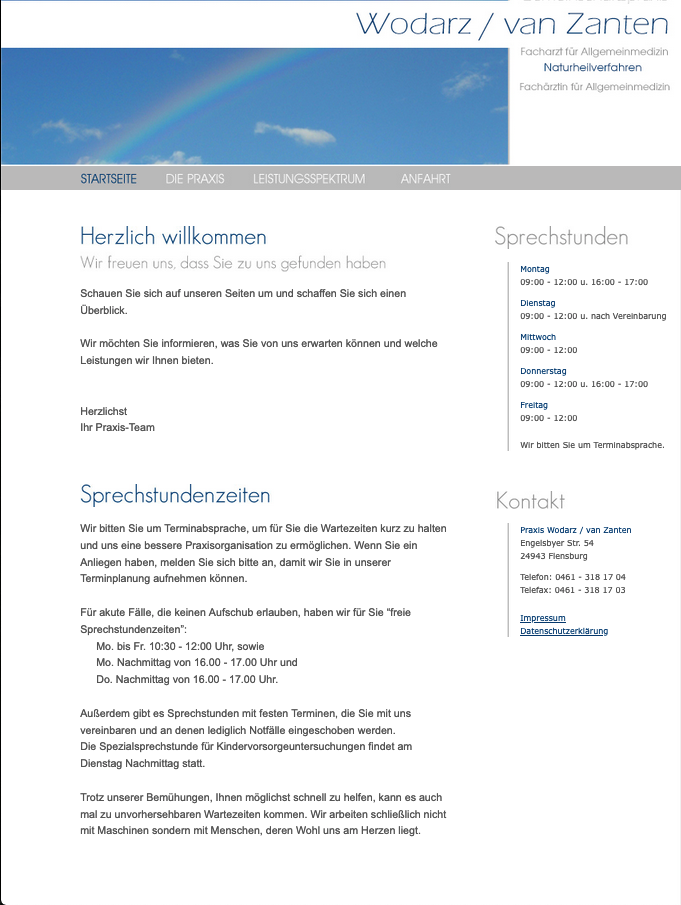 Wodarz / van Zanten
Facharzt für Allgemeinmedizin
Naturheilverfahren
Fachärztin für Allgemeinmedizin
STARTSEITE DIE PRAXIS LEISTUNGSSPEKTRUM ANFAHRT
Herzlich willkommen
Wir freuen uns, dass Sie zu uns gefunden haben
Schauen Sie sich auf unseren Seiten um und schaffen Sie sich einen
Überblick.
Wir möchten Sie informieren, was Sie von uns erwarten können und welche
Leistungen wir Ihnen bieten.
Herzlichst
Ihr Praxis-Team
Sprechstundenzeiten
Wir bitten Sie um Terminabsprache, um für Sie die Wartezeiten kurz zu halten
und uns eine bessere Praxisorganisation zu ermöglichen. Wenn Sie ein
Anliegen haben, melden Sie sich bitte an, damit wir Sie in unserer
Terminplanung aufnehmen können.
Für akute Fälle, die keinen Aufschub erlauben, haben wir für Sie "freie
Sprechstundenzeiten":
Mo. bis Fr. 10:30 - 12:00 Uhr, sowie
Mo. Nachmittag von 16.00 - 17.00 Uhr und
Do. Nachmittag von 16.00 - 17.00 Uhr.
Außerdem gibt es Sprechstunden mit festen Terminen, die Sie mit uns
vereinbaren und an denen lediglich Notfälle eingeschoben werden.
Die Spezialsprechstunde für Kindervorsorgeuntersuchungen findet am
Dienstag Nachmittag statt.
Trotz unserer Bemühungen, Ihnen möglichst schnell zu helfen, kann es auch
mal zu unvorhersehbaren Wartezeiten kommen. Wir arbeiten schließlich nicht
mit Maschinen sondern mit Menschen, deren Wohl uns am Herzen liegt.
Sprechstunden
Montag
09:00 - 12:00 u. 16:00 - 17:00
Dienstag
09:00 - 12:00 u. nach Vereinbarung
Mittwoch
09:00 - 12:00
Donnerstag
09:00 - 12:00 u. 16:00 - 17:00
Freitag
09:00 - 12:00
Wir bitten Sie um Terminabsprache.
Kontakt
Praxis Wodarz / van Zanten
Engelsbyer Str. 54
24943 Flensburg
Telefon: 0461 - 318 17 04
Telefax: 0461 - 318 17 03
Impressum
Datenschutzerklärung